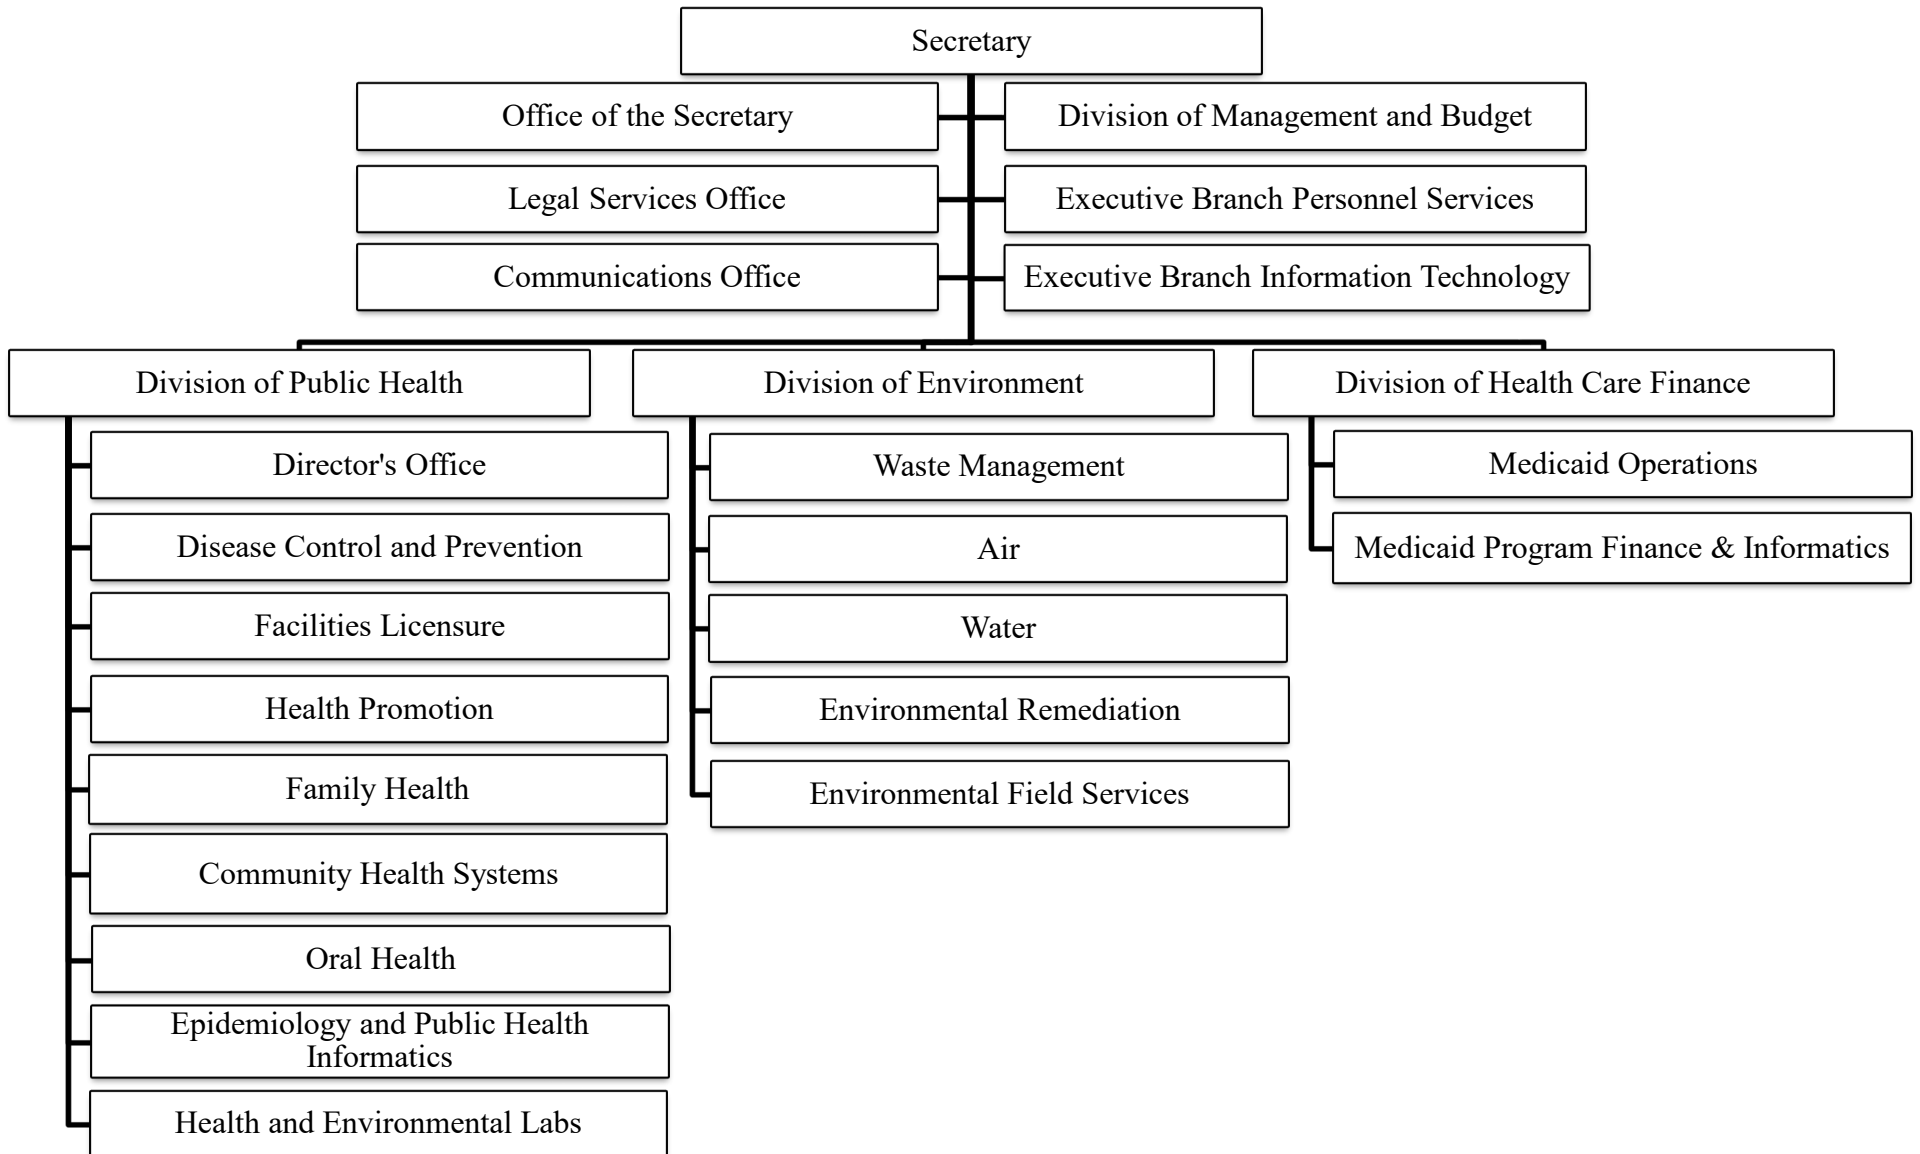 Secretary
Office of the Secretary
Division of Management and Budget
Legal Services Office
Executive Branch Personnel Services
Communications Office
Executive Branch Information Technology
Division of Public Health
Division of Environment
Division of Health Care Finance
Director's Office
Disease Control and Prevention
Facilities Licensure
Health Promotion
Family Health
Community Health Systems
Oral Health
Epidemiology and Public Health
Informatics
Health and Environmental Labs
Waste Management
Air
Water
Environmental Remediation
Environmental Field Services
Medicaid Operations
Medicaid Program Finance & Informatics